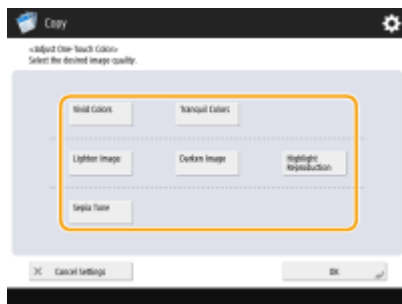 Copy
<Adjust One-Touch Color>
Select the desired image quality.
Vivid Colors
Tranquil Colors
Lighten Image
Darken Image
Highlight
Reproduction
Sepia Tone
Cancel Settings
OK